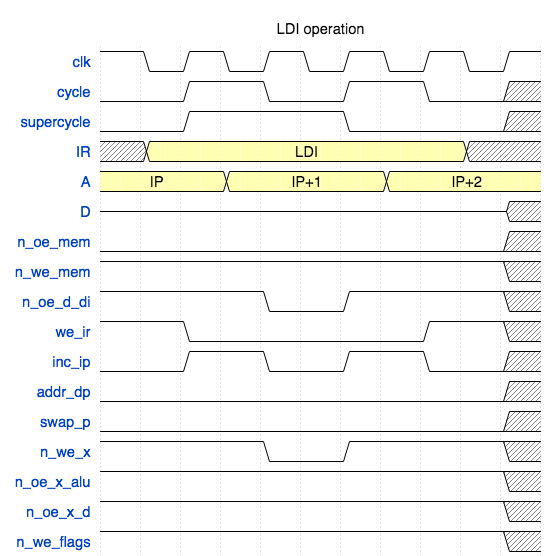 LDI operation
clk
cycle
supercycle
IR LDI
A IP IP+1 IP+2
D
n_oe_mem
n_we_mem
n_oe_d_di
we_ir
inc_ip
addr_dp
swap_p
n_we_x
n_oe_x_alu
n_oe_x_d
n_we_flags